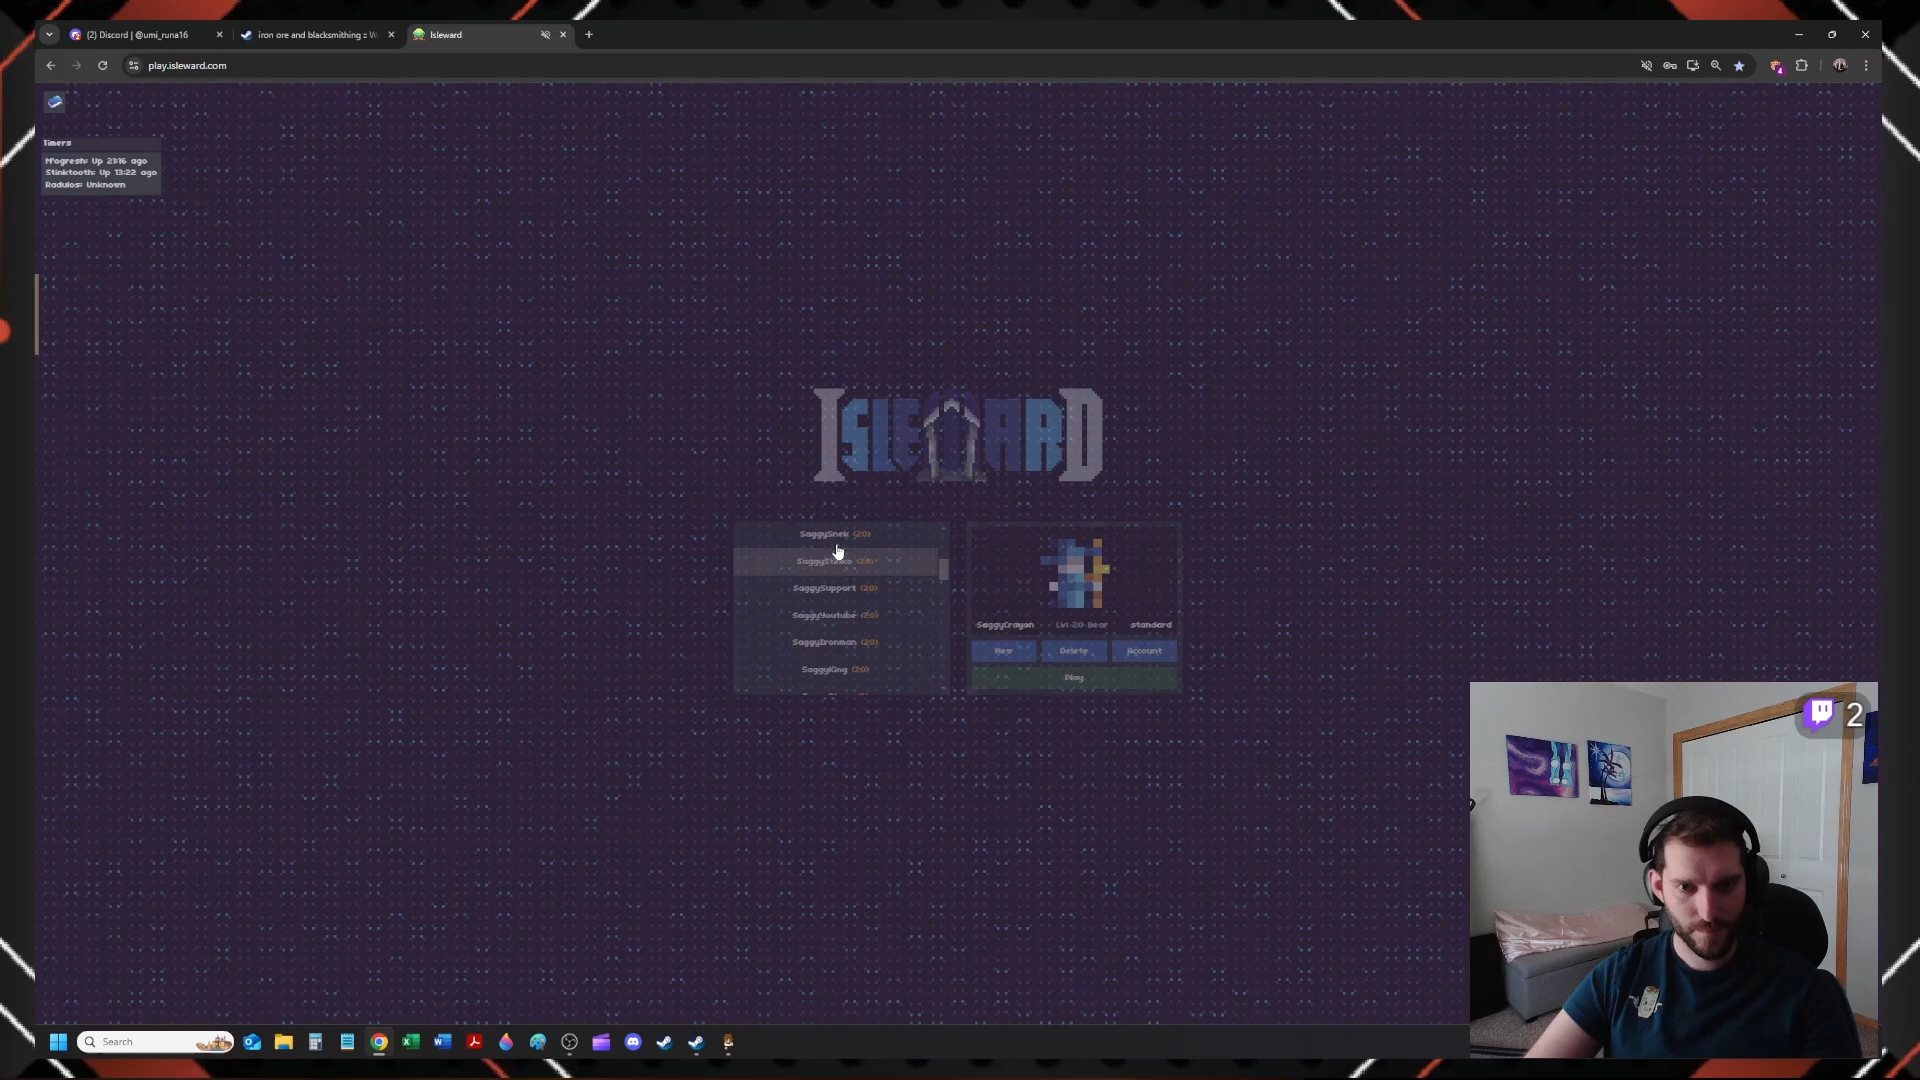 (2) Discord | @umi_runa16
iron ore and blacksmithing :: W
Isleward
play.isleward.com
4
Timers
M'ogresh: Up 21:16 ago
Stinktooth: Up 13:22 ago
Radulos: Unknown
ISLEWARD
SaggySnek (20)
(20)
SaggySupport (20)
SaggyYoutube (20)
SaggyIronman (20)
SaggyKing (20)
SaggyCrayon
Lvl 20 Bear
standard
New
Delete
Account
Play
2
Search